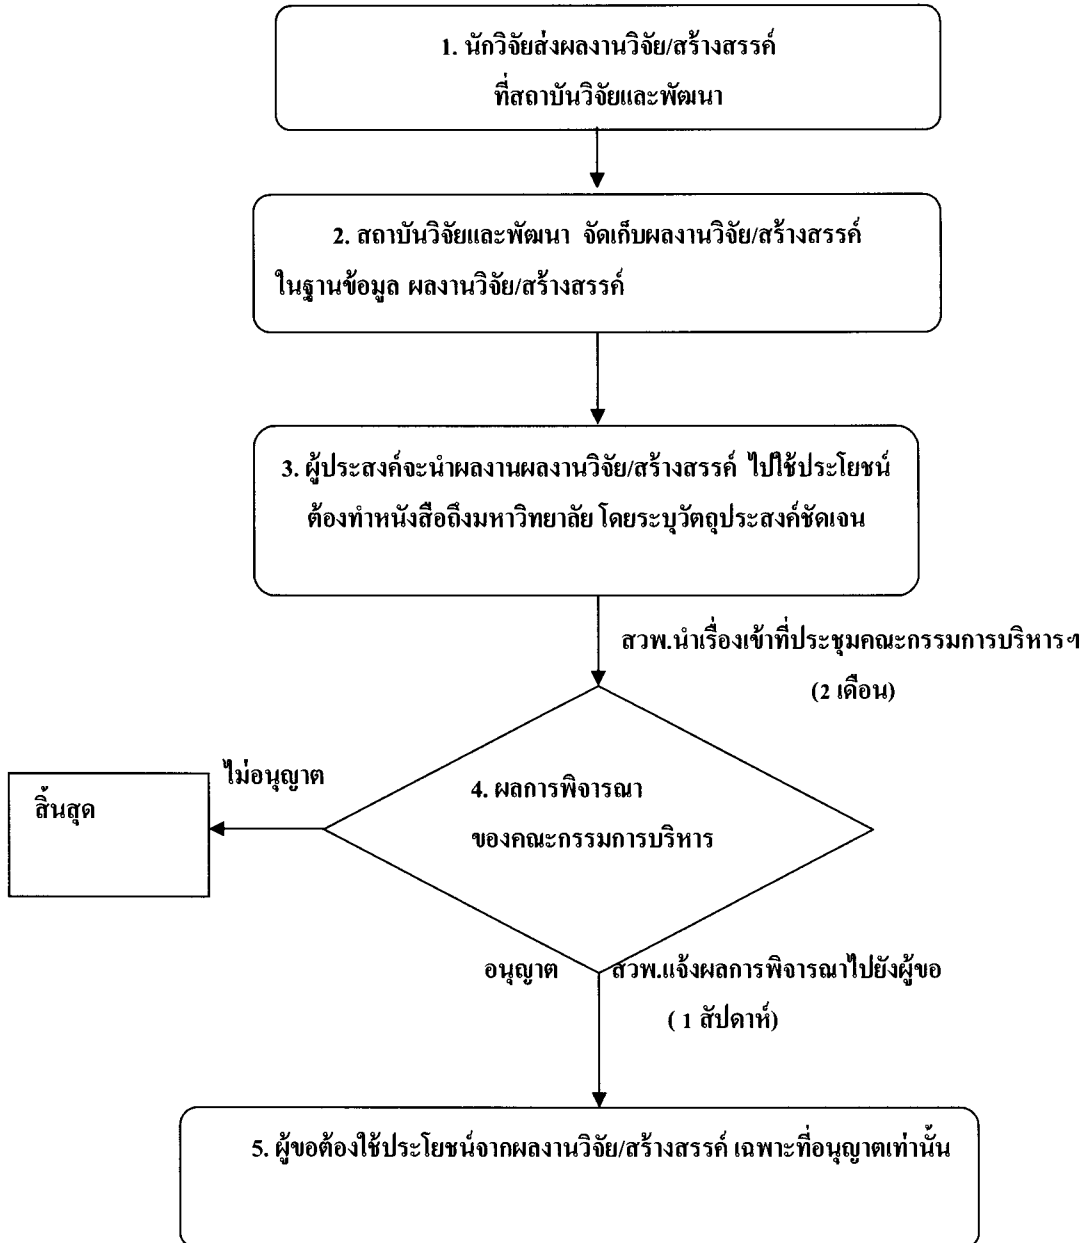 1. นักวิจัยส่งผลงานวิจัย/สร้างสรรค์
ที่สถาบันวิจัยและพัฒนา
2. สถาบันวิจัยและพัฒนา จัดเก็บผลงานวิจัย/สร้างสรรค์
ในฐานข้อมูล ผลงานวิจัย/สร้างสรรค์
3. ผู้ประสงค์จะนำผลงานผลงานวิจัย/สร้างสรรค์ ไปใช้ประโยชน์
ต้องทำหนังสือถึงมหาวิทยาลัย โดยระบุวัตถุประสงค์ชัดเจน
สวพ.นำเรื่องเข้าที่ประชุมคณะกรรมการบริหารฯ
(2 เดือน)
ไม่อนุญาต
สิ้นสุด
4. ผลการพิจารณา
ของคณะกรรมการบริหาร
อนุญาต
สวพ.แจ้งผลการพิจารณาไปยังผู้ขอ
( 1 สัปดาห์)
5. ผู้ขอต้องใช้ประโยชน์จากผลงานวิจัย/สร้างสรรค์ เฉพาะที่อนุญาตเท่านั้น